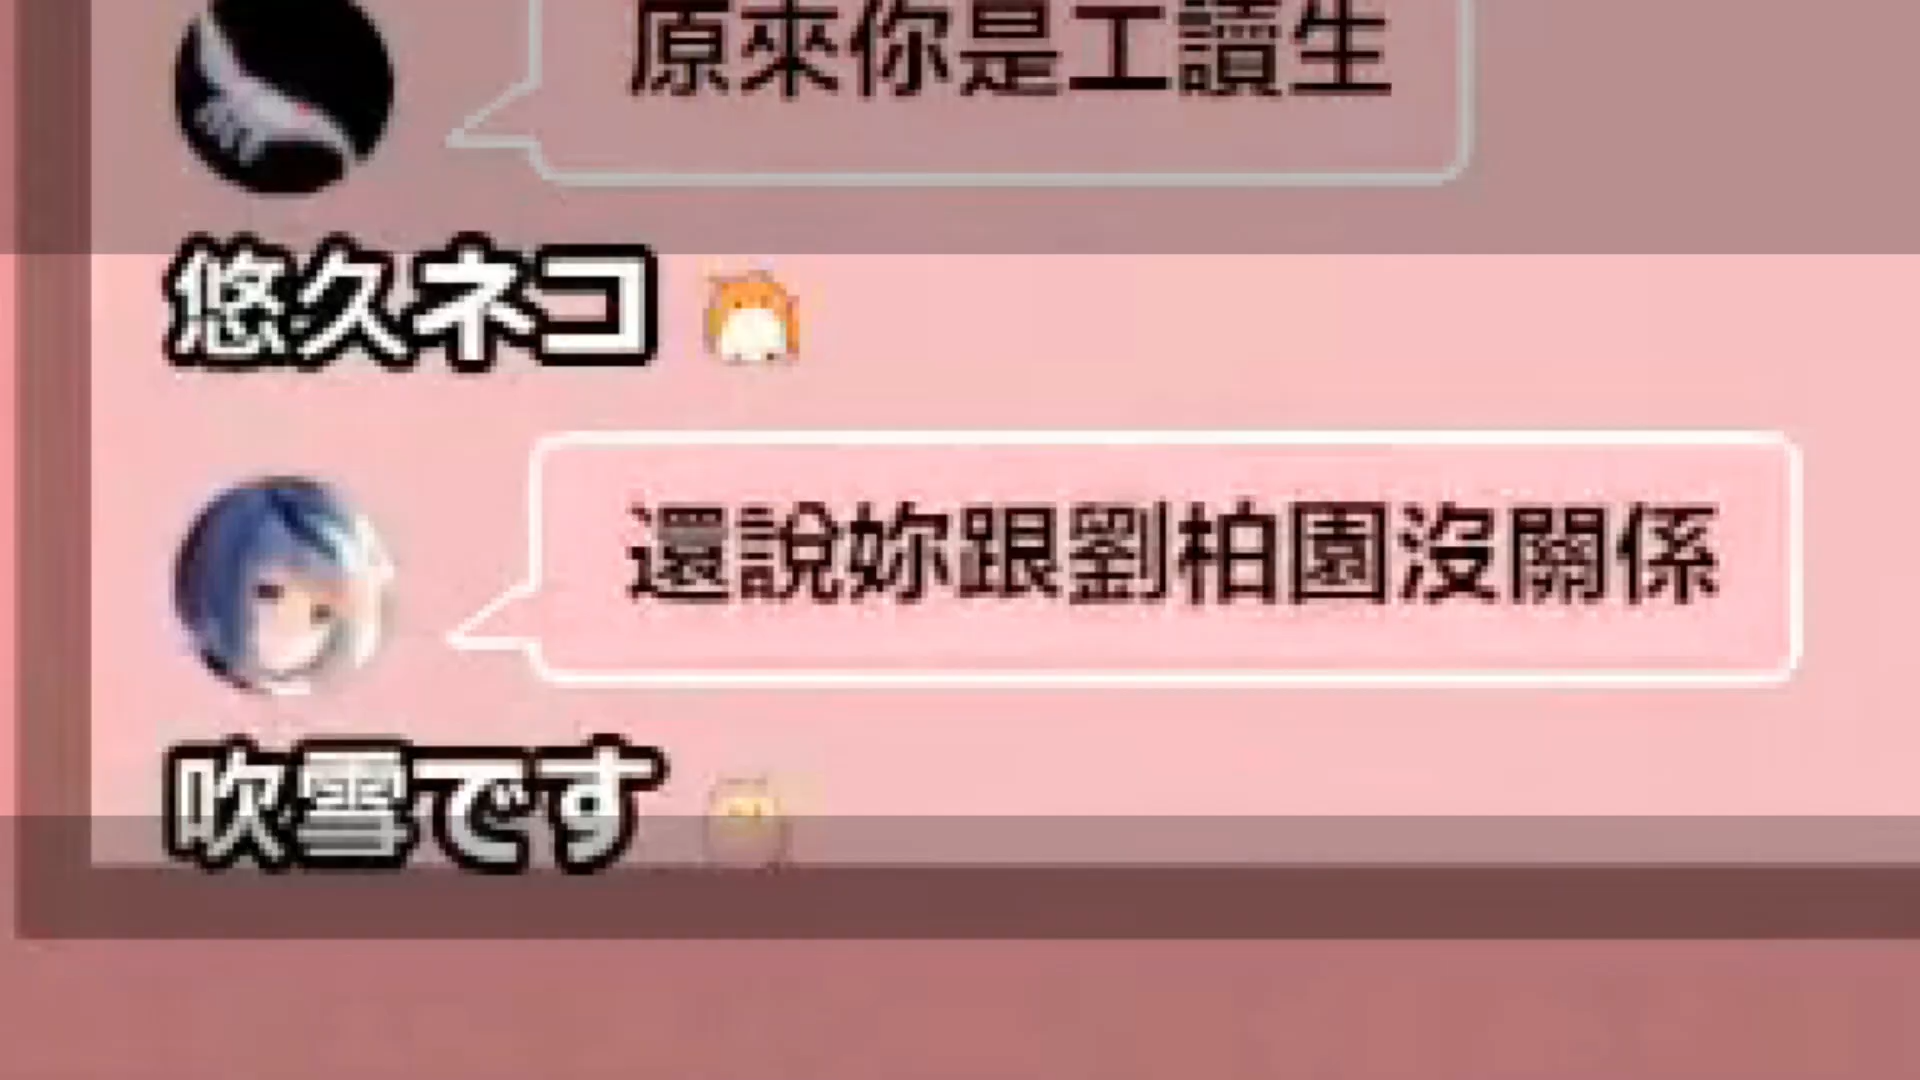 原來你是工讀生
悠久ネコ
還說妳跟劉柏園沒關係
吹雪です